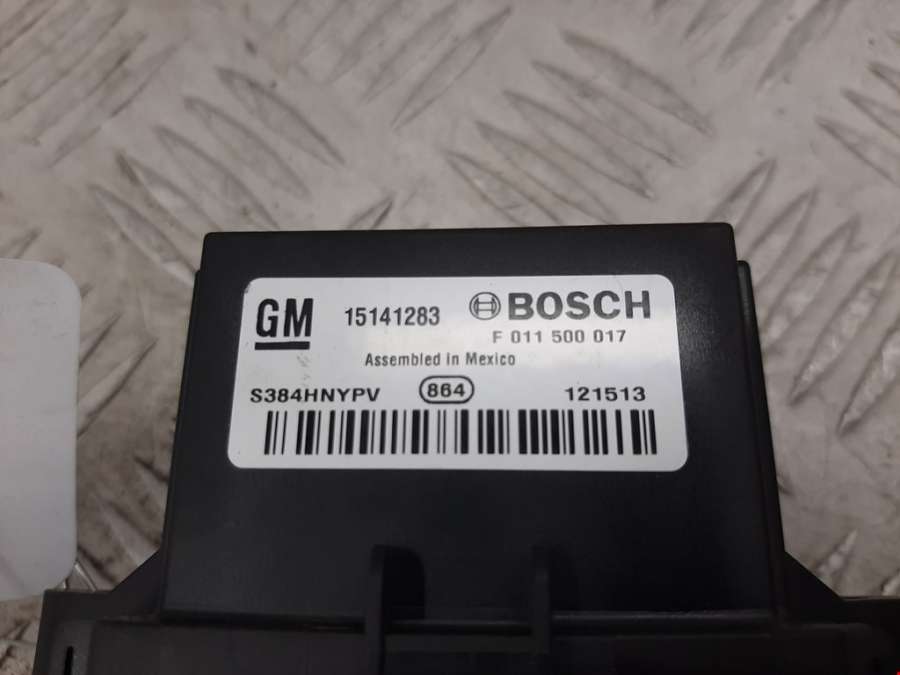 GM 15141283 BOSCH
F 011 500 017
Assembled in Mexico
S384HNYPV 864 121513